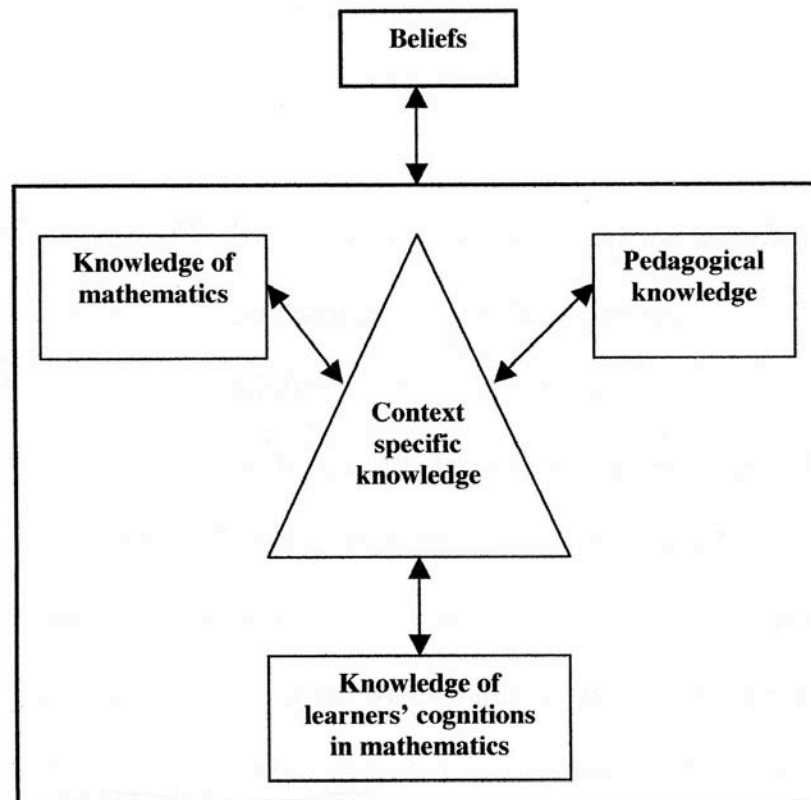 Beliefs
Knowledge of
mathematics
Pedagogical
knowledge
Context
specific
knowledge
Knowledge of
learners’ cognitions
in mathematics